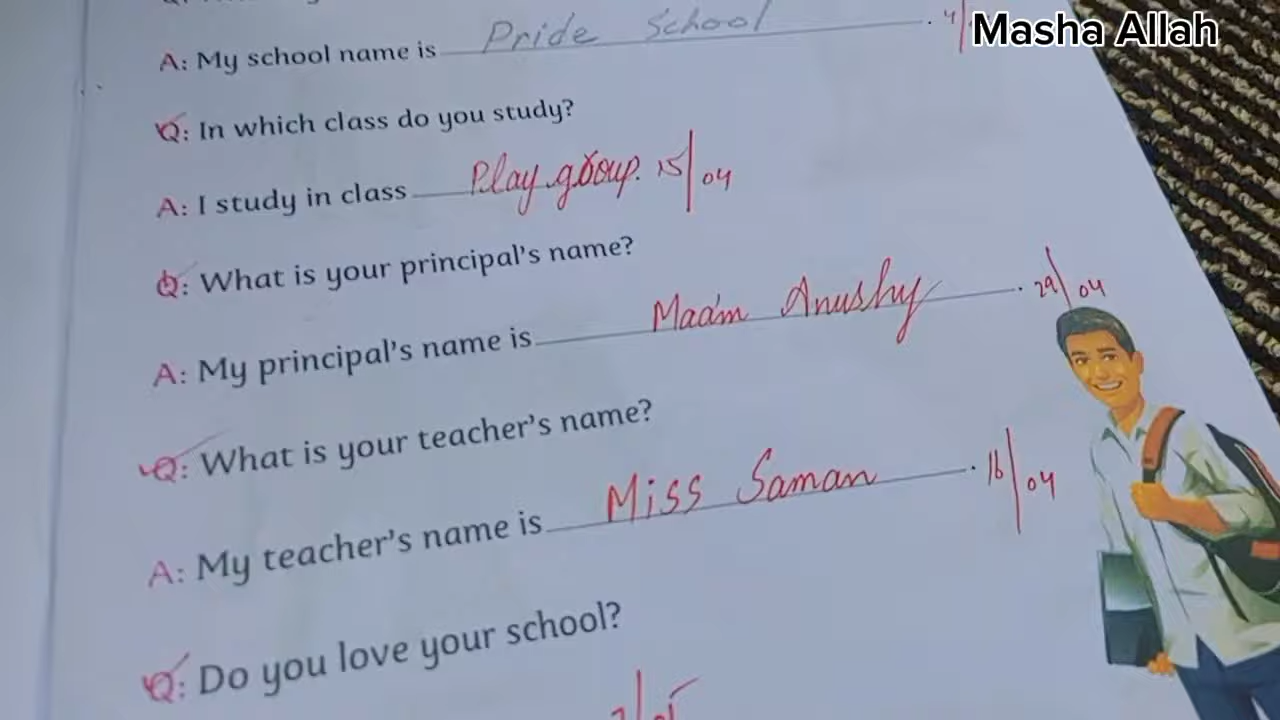 Masha Allah
A: My school name is Pride School . 4/
Q: In which class do you study?
A: I study in class Play group. 15/04
Q: What is your principal's name?
A: My principal's name is Maa'm Anushy . 29/04
Q: What is your teacher's name?
A: My teacher's name is Miss Saman . 16/04
Q: Do you love your school?